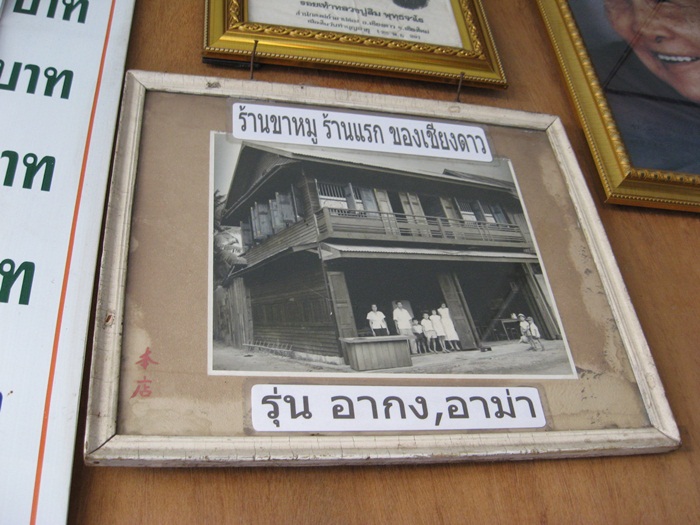 บาท
บาท
บาท
บาท
ร้านขาหมู ร้านแรก ของเชียงดาว
本店
รุ่น อากง,อาม่า